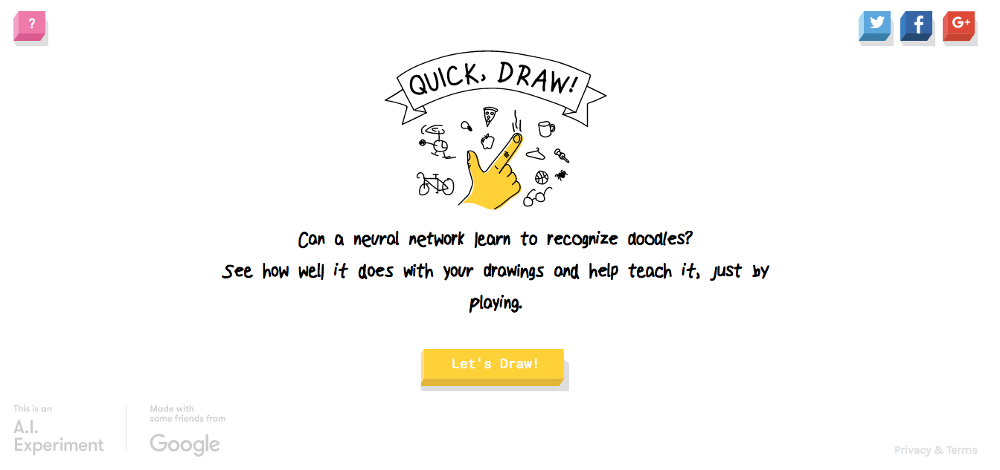 ?
G+
QUICK, DRAW!
Can a neural network learn to recognize doodles?
See how well it does with your drawings and help teach it, just by
playing.
Let's Draw!
This is an
A.I.
Experiment
Made with
some friends from
Google
Privacy & Terms